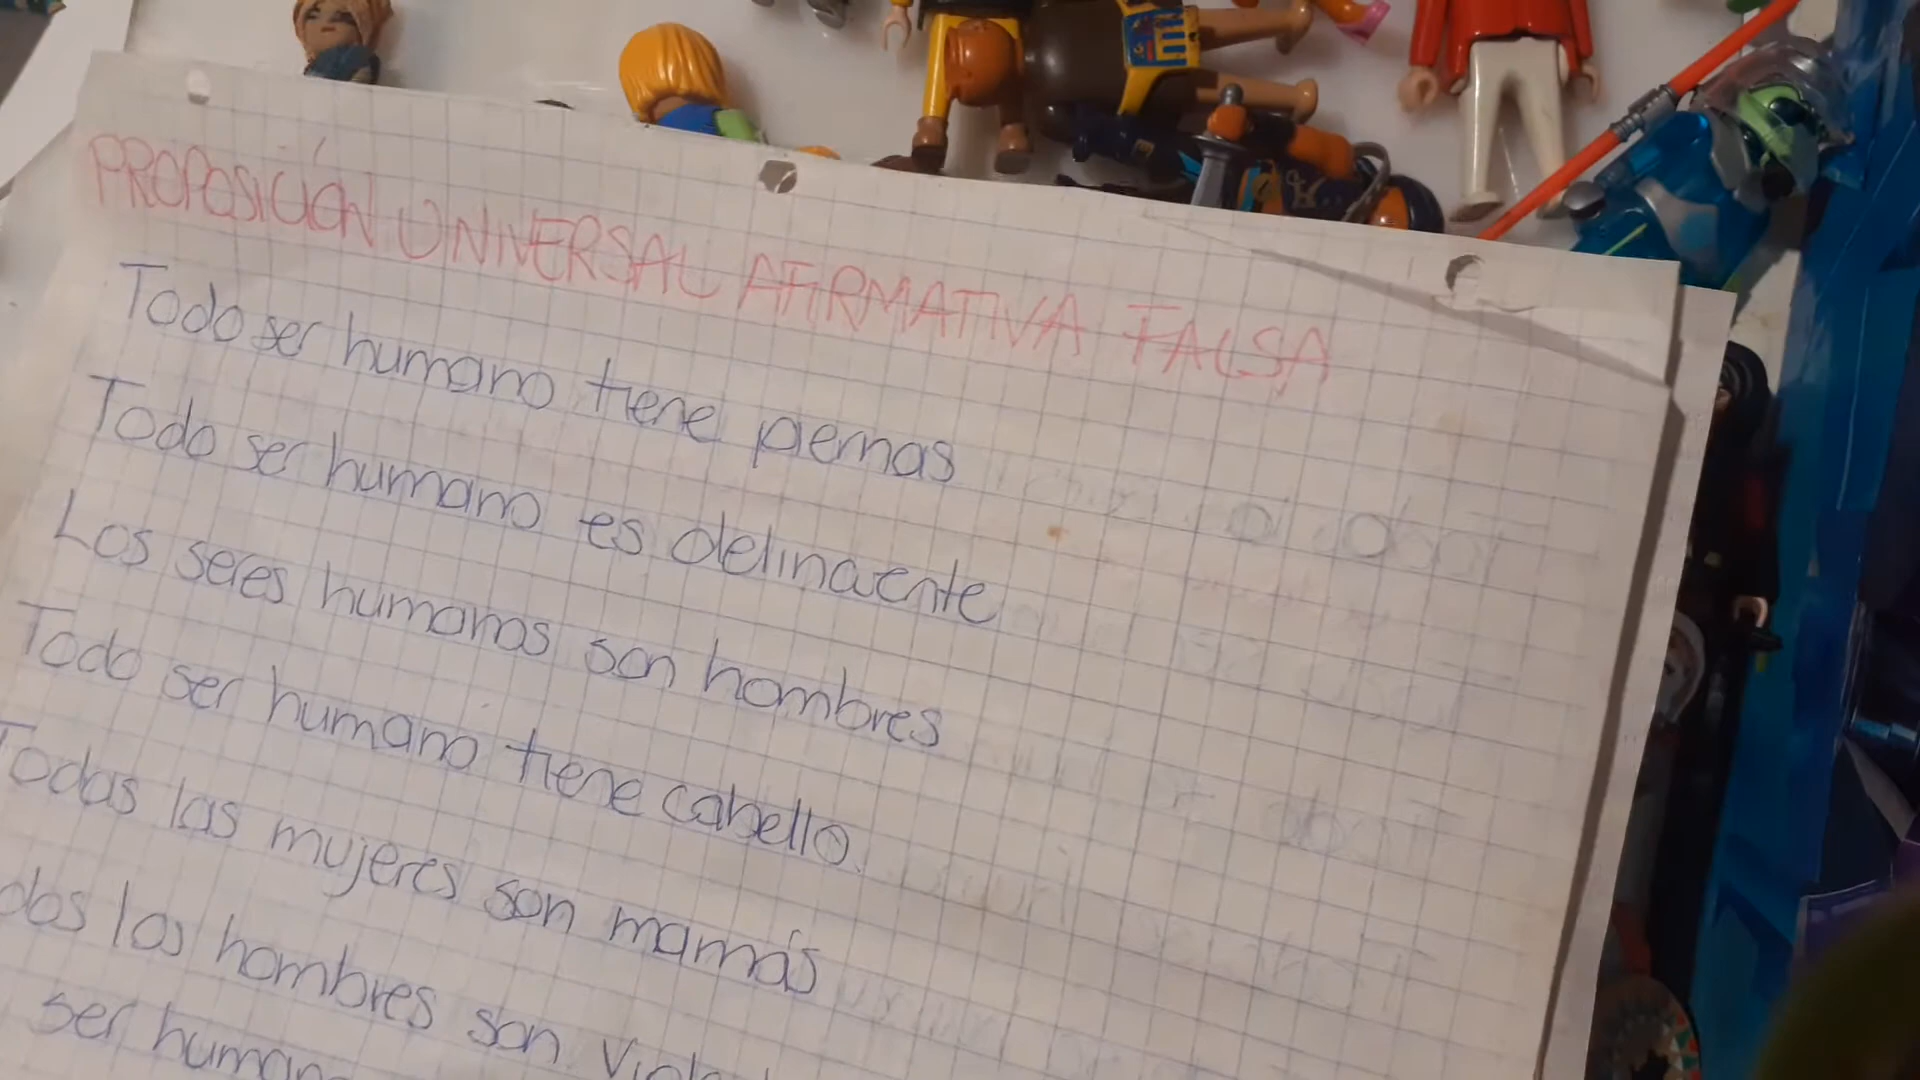 PROPOSICIÓN UNIVERSAL AFIRMATIVA FALSA
Todo ser humano tiene piernas
Todo ser humano es delincuente
Los seres humanos son hombres
Todo ser humano tiene cabello.
Todas las mujeres son mamás
los hombres son
ser humano